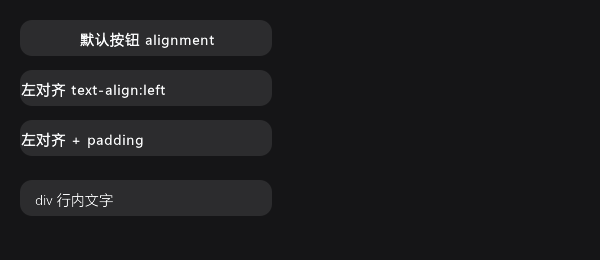 默认按钮 alignment
左对齐 text-align:left
左对齐 + padding
div 行内文字